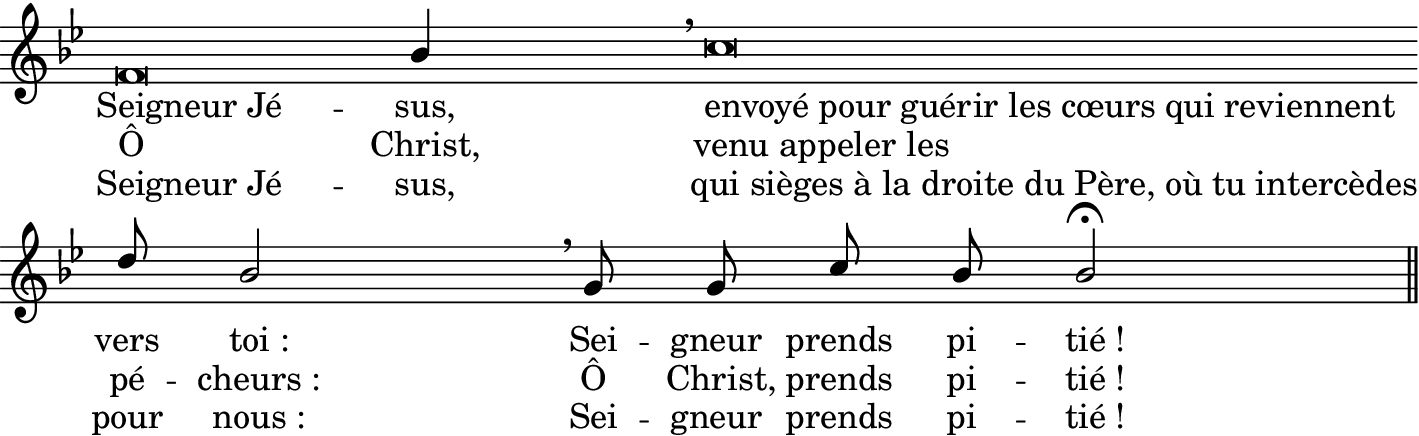 Seigneur Jé - sus, envoyé pour guérir les cœurs qui reviennent
Ô Christ, venu appeler les
Seigneur Jé - sus, qui sièges à la droite du Père, où tu intercèdes
vers toi : Sei - gneur prends pi - tié !
pé - cheurs : Ô Christ, prends pi - tié !
pour nous : Sei - gneur prends pi - tié !